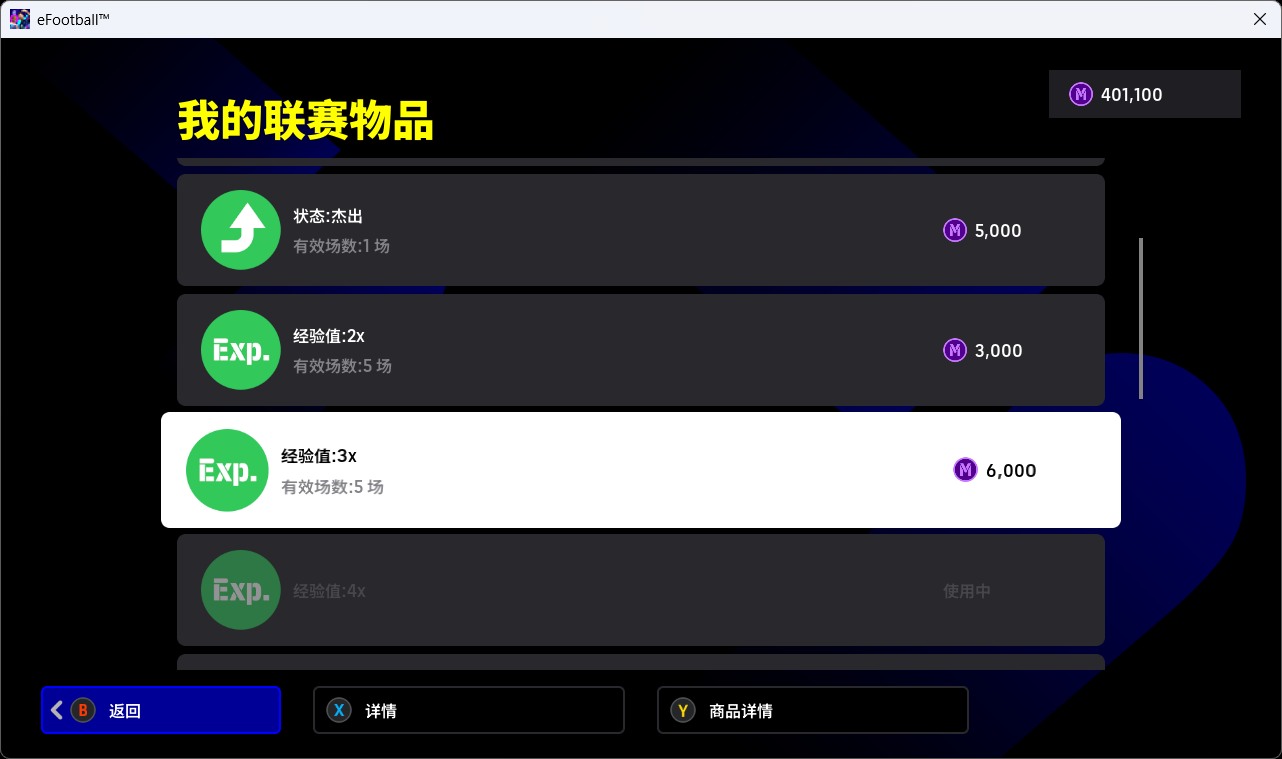 eFootball™
401,100
我的联赛物品
状态:杰出
有效场数:1 场
5,000
Exp.
经验值:2x
有效场数:5 场
3,000
Exp.
经验值:3x
有效场数:5 场
6,000
Exp.
经验值:4x
使用中
B 返回
X 详情
Y 商品详情